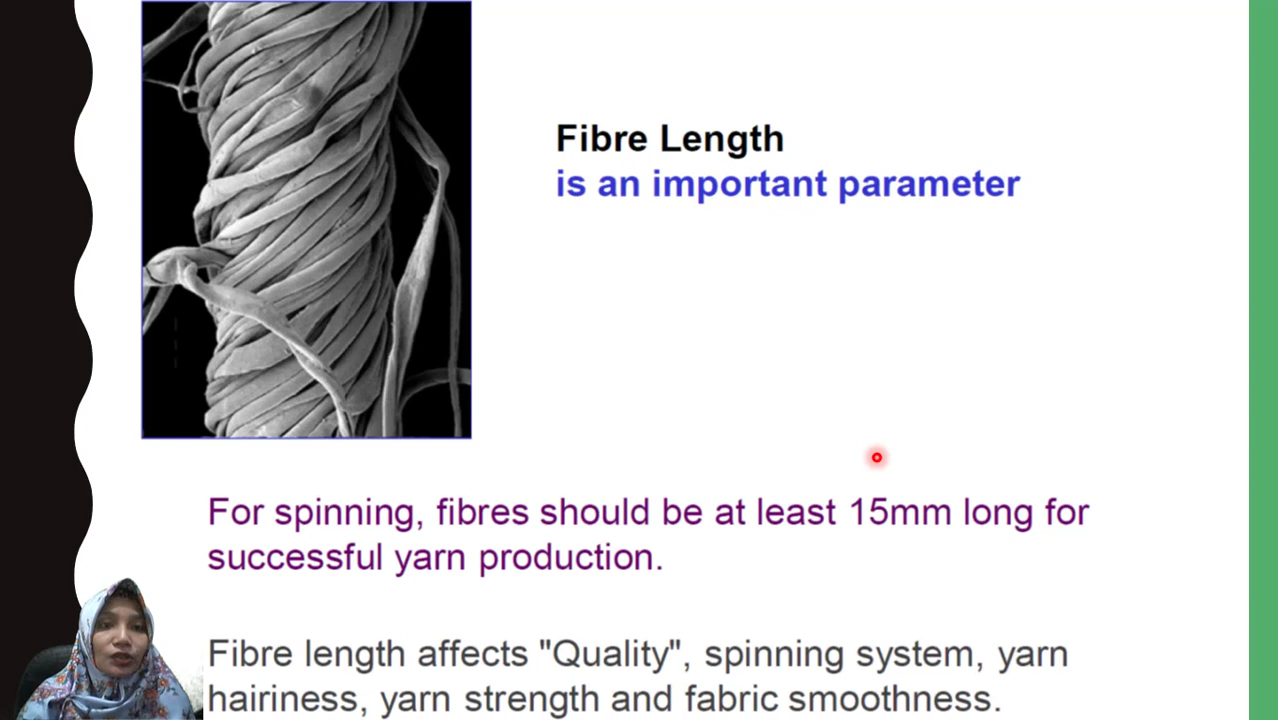 Fibre Length
is an important parameter
For spinning, fibres should be at least 15mm long for
successful yarn production.
Fibre length affects "Quality", spinning system, yarn
hairiness, yarn strength and fabric smoothness.